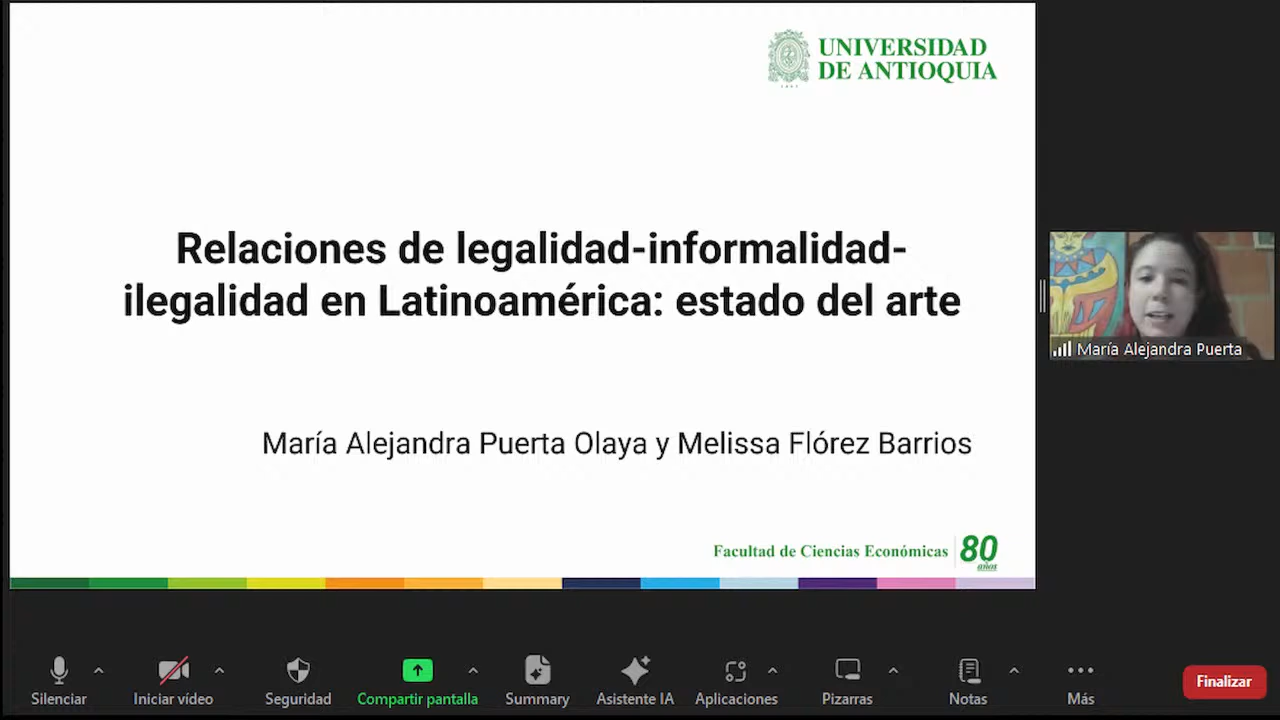 UNIVERSIDAD
DE ANTIOQUIA
Relaciones de legalidad-informalidad-
ilegalidad en Latinoamérica: estado del arte
María Alejandra Puerta Olaya y Melissa Flórez Barrios
Facultad de Ciencias Económicas
80
años
María Alejandra Puerta
Silenciar
Iniciar vídeo
Seguridad
Compartir pantalla
Summary
Asistente IA
Aplicaciones
Pizarras
Notas
Más
Finalizar